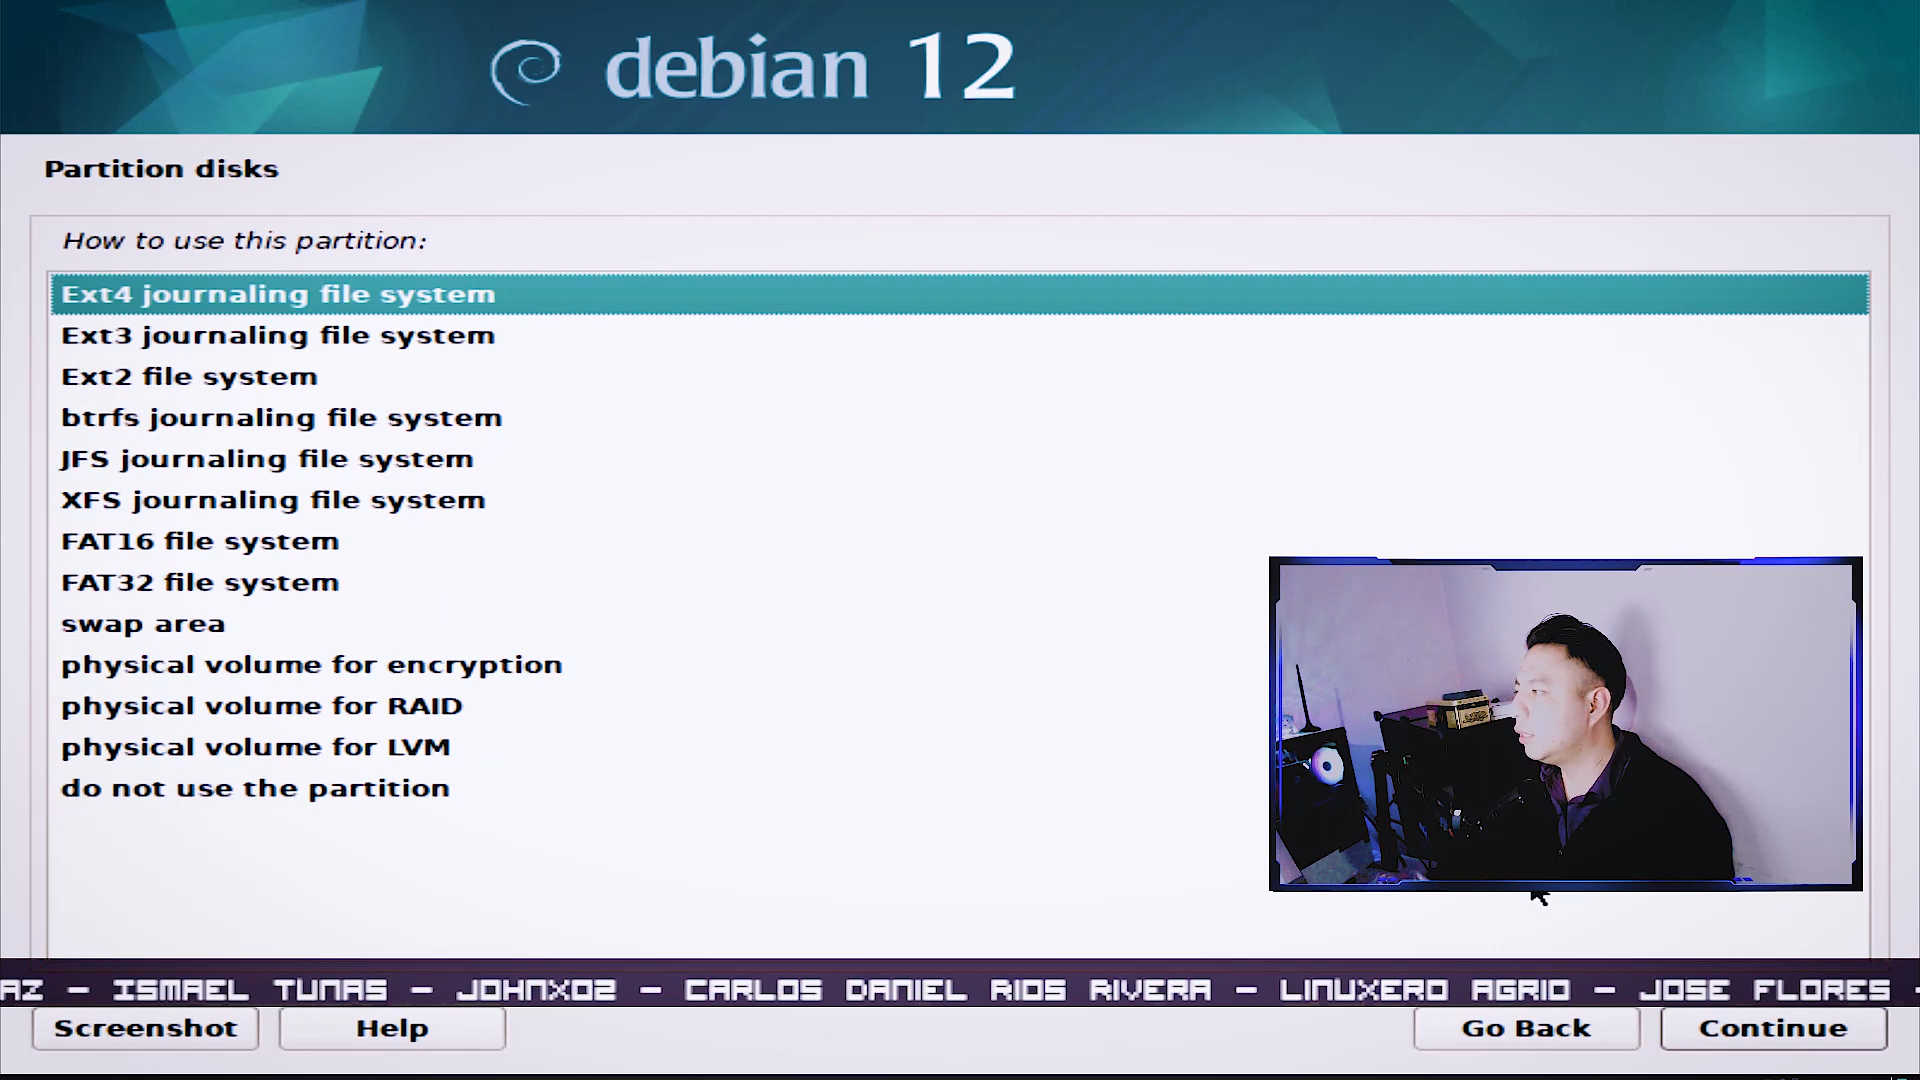 debian 12
Partition disks
How to use this partition:
Ext4 journaling file system
Ext3 journaling file system
Ext2 file system
btrfs journaling file system
JFS journaling file system
XFS journaling file system
FAT16 file system
FAT32 file system
swap area
physical volume for encryption
physical volume for RAID
physical volume for LVM
do not use the partition
AZ - ISMAEL TUNAS - JOHNX02 - CARLOS DANIEL RIOS RIVERA - LINUXERO AGRIO - JOSE FLORES -
Screenshot Help Go Back Continue